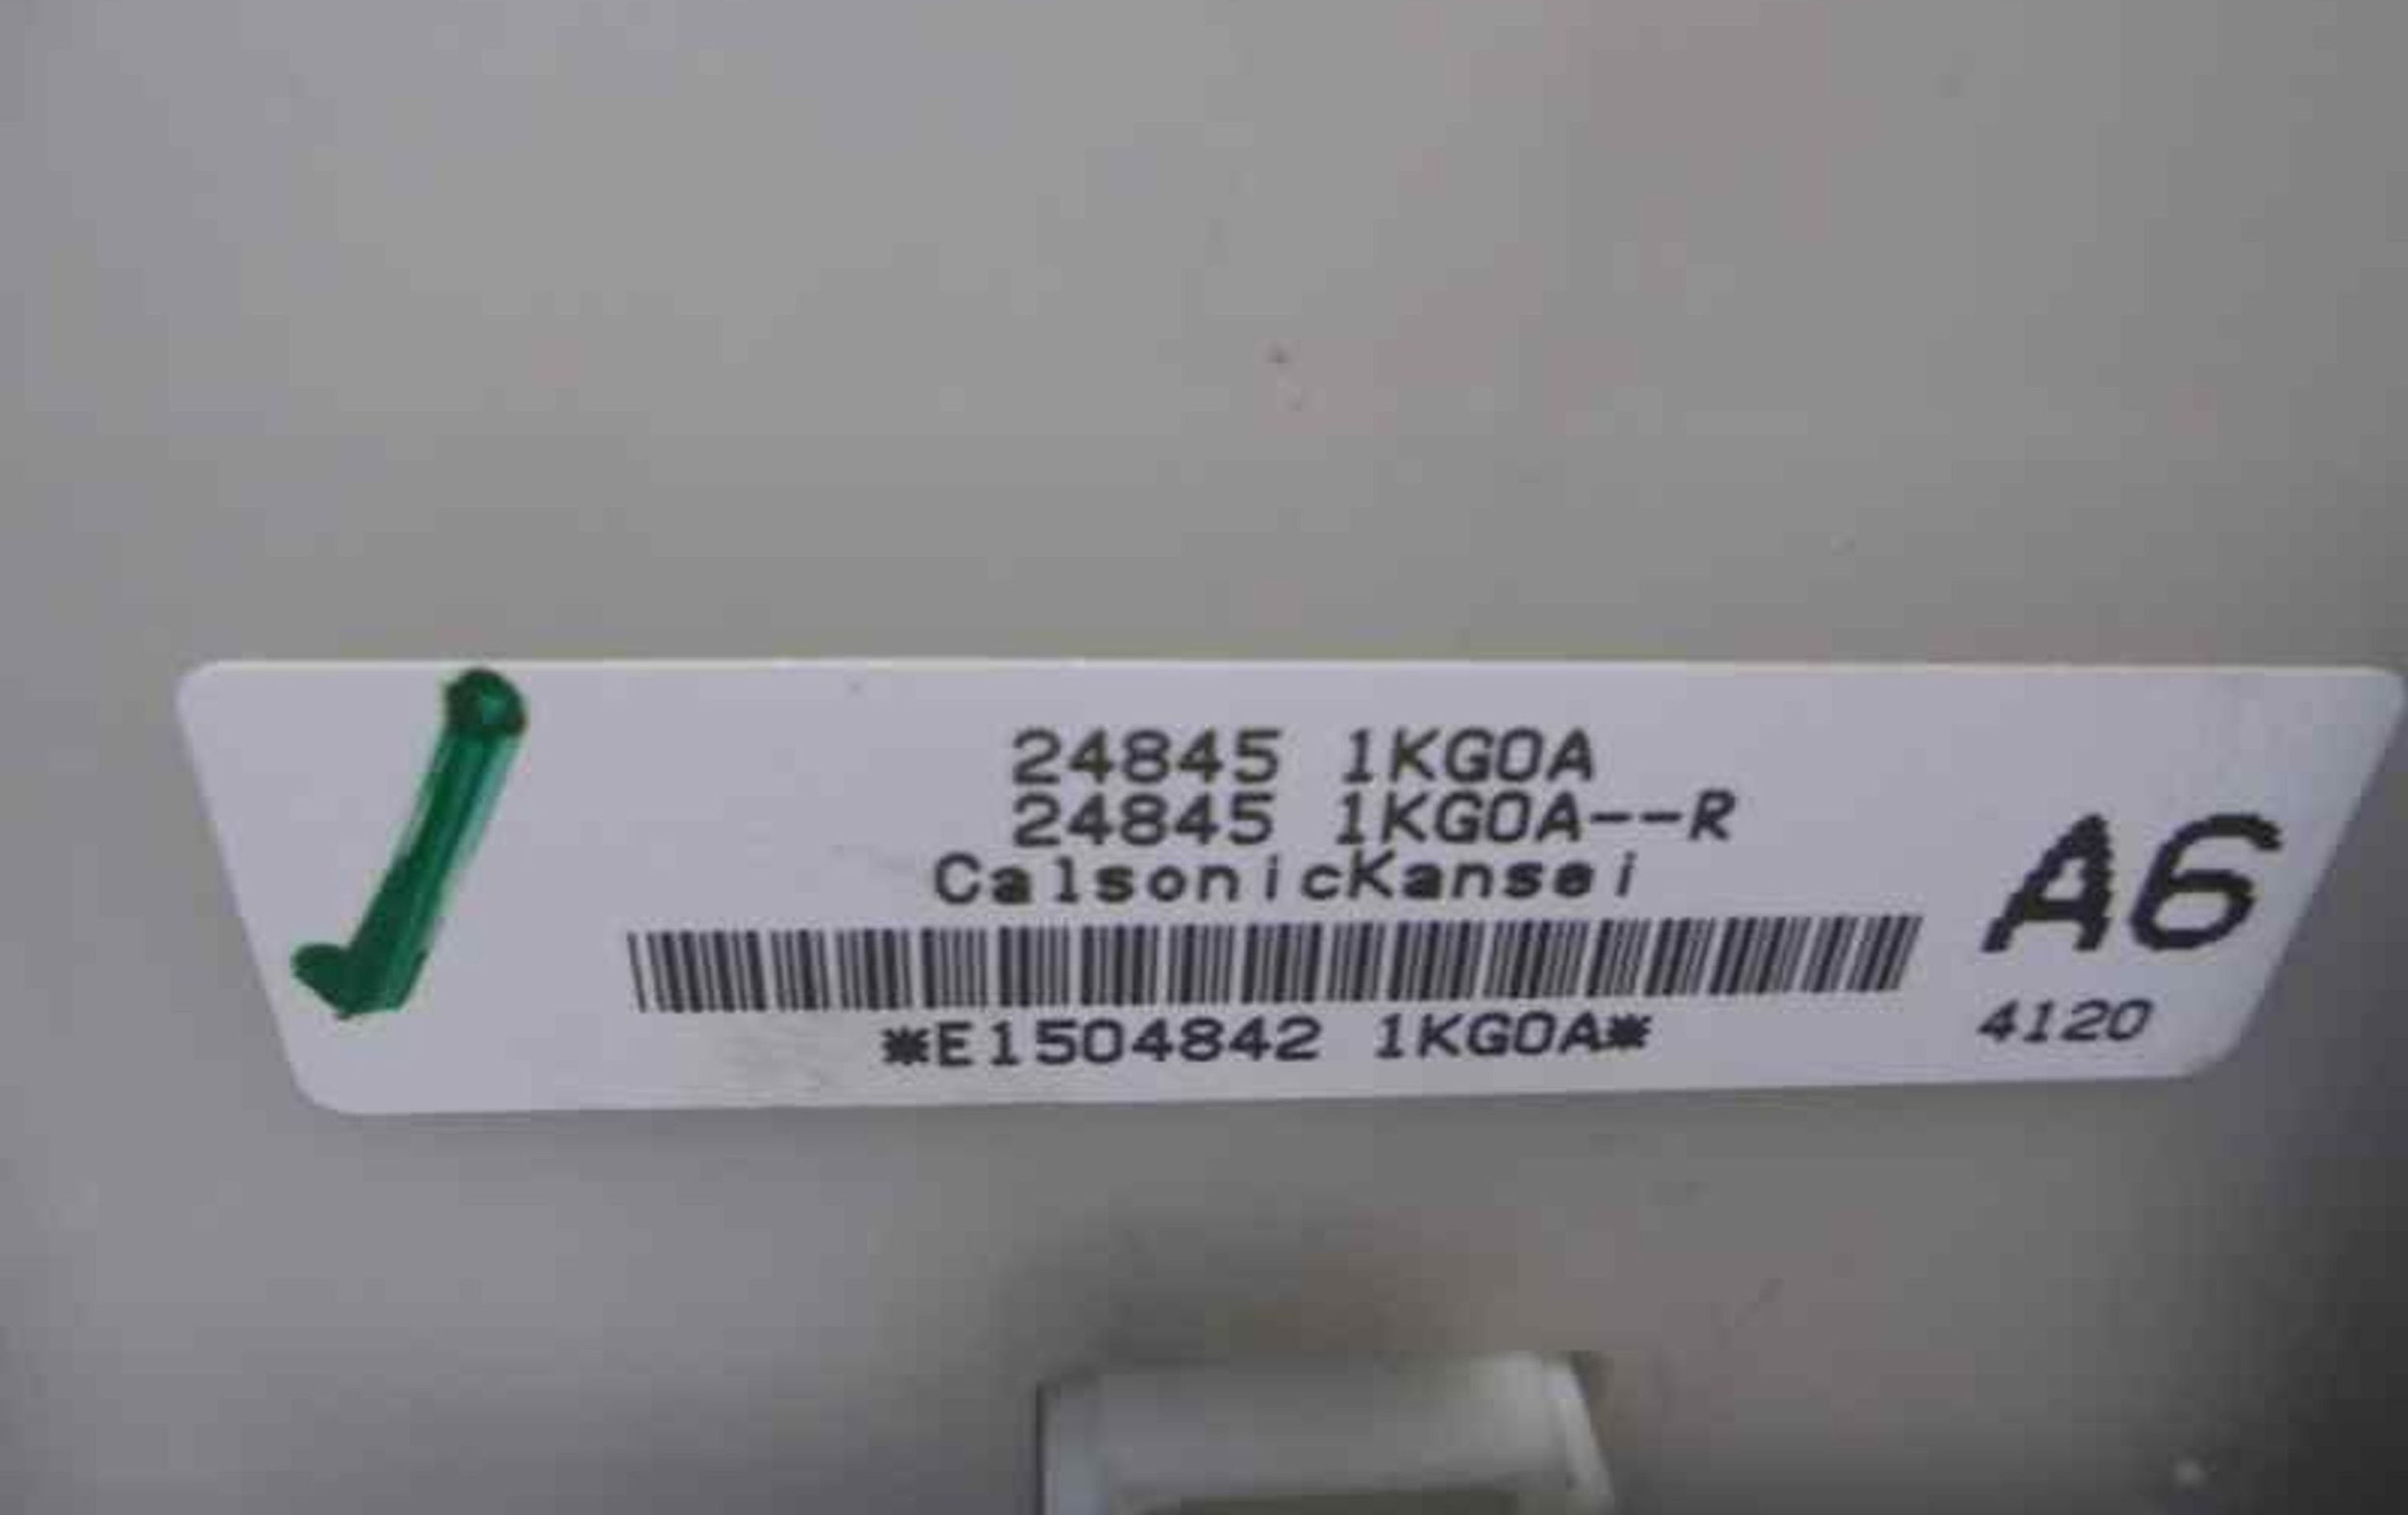 24845 1KG0A
24845 1KG0A--R
CalsonicKansei
A6
*E1504842 1KG0A*
4120